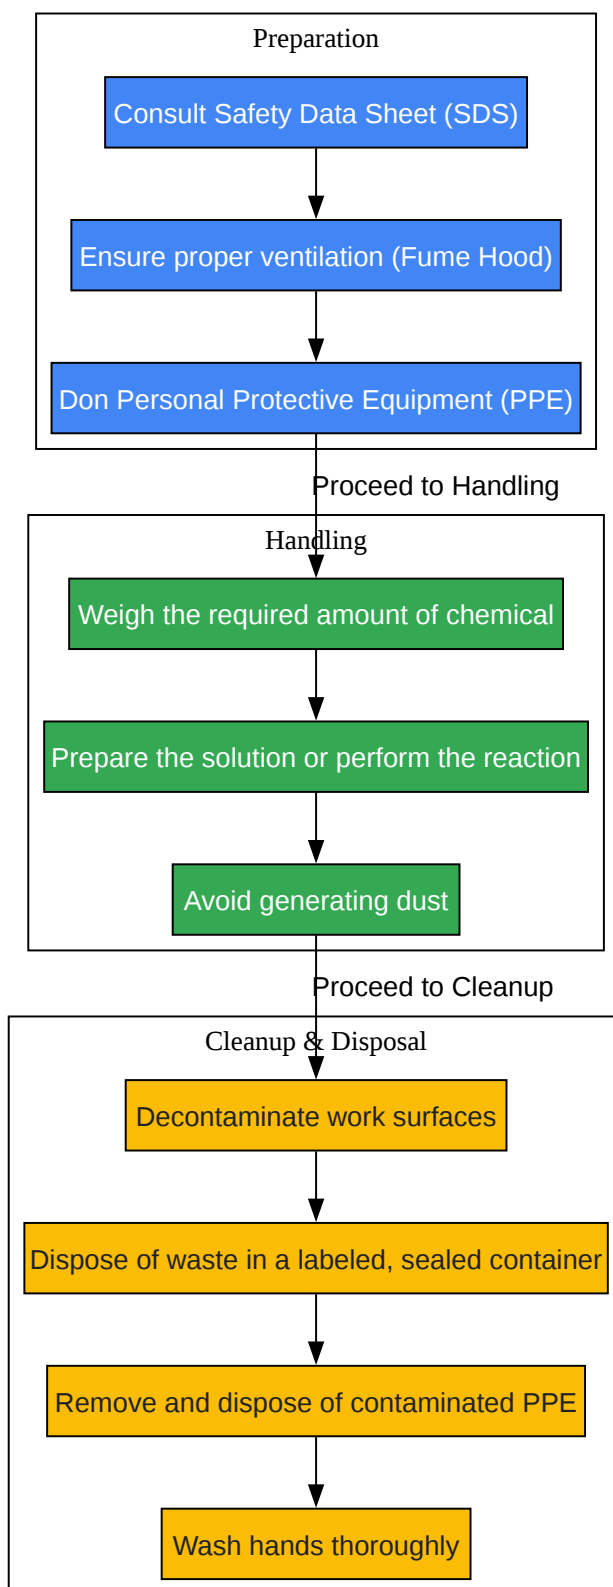 Preparation
Consult Safety Data Sheet (SDS)
Ensure proper ventilation (Fume Hood)
Don Personal Protective Equipment (PPE)
Proceed to Handling
Handling
Weigh the required amount of chemical
Prepare the solution or perform the reaction
Avoid generating dust
Proceed to Cleanup
Cleanup & Disposal
Decontaminate work surfaces
Dispose of waste in a labeled, sealed container
Remove and dispose of contaminated PPE
Wash hands thoroughly